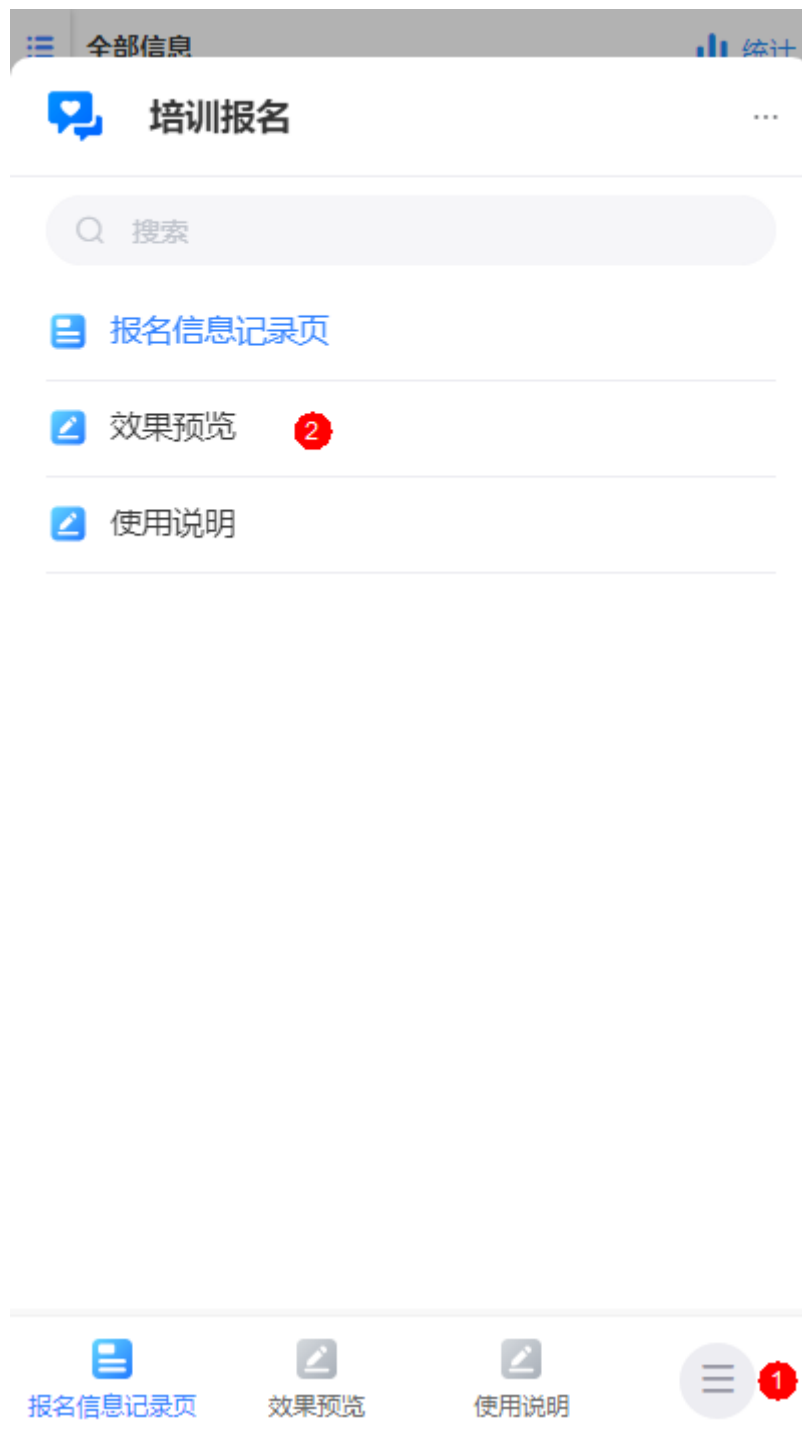 全部信息 统计
培训报名 ...
搜索
报名信息记录页
效果预览 2
使用说明
报名信息记录页 效果预览 使用说明 1